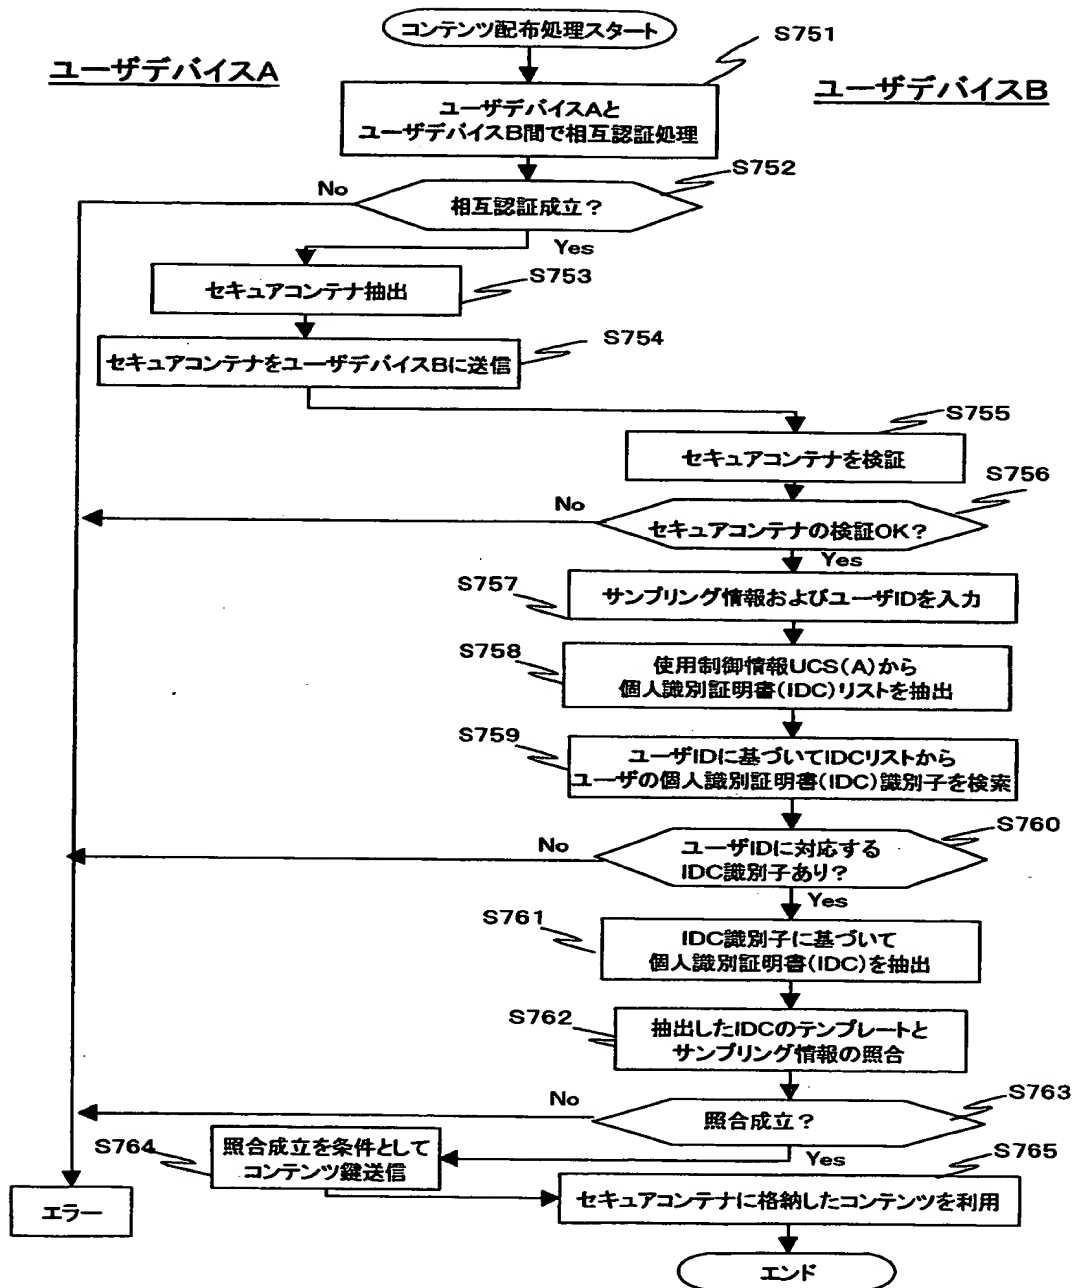 コンテンツ配布処理スタート
S751
ユーザデバイスA
ユーザデバイスB
ユーザデバイスAと
ユーザデバイスB間で相互認証処理
S752
No
相互認証成立？
Yes
S753
セキュアコンテナ抽出
S754
セキュアコンテナをユーザデバイスBに送信
S755
セキュアコンテナを検証
S756
No
セキュアコンテナの検証OK？
Yes
S757
サンプリング情報およびユーザIDを入力
S758
使用制御情報UCS(A)から
個人識別証明書(IDC)リストを抽出
S759
ユーザIDに基づいてIDCリストから
ユーザの個人識別証明書(IDC)識別子を検索
S760
No
ユーザIDに対応する
IDC識別子あり？
Yes
S761
IDC識別子に基づいて
個人識別証明書(IDC)を抽出
S762
抽出したIDCのテンプレートと
サンプリング情報の照合
S763
No
照合成立？
Yes
S764
照合成立を条件として
コンテンツ鍵送信
S765
セキュアコンテナに格納したコンテンツを利用
エラー
エンド